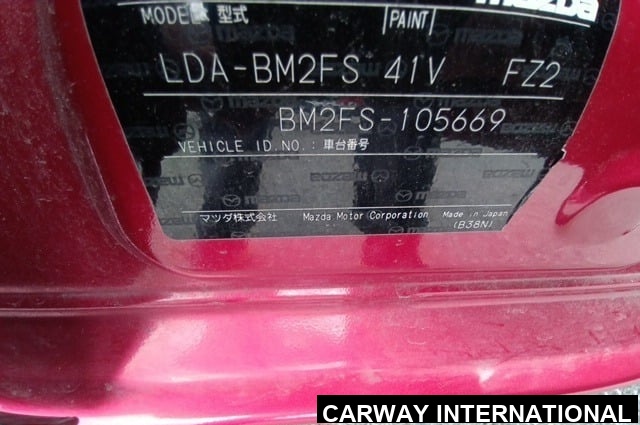 mazda
MODEL 型式 PAINT
LDA-BM2FS 41V FZ2
BM2FS-105669
VEHICLE ID.NO.:車台番号
マツダ株式会社 Mazda Motor Corporation Made in Japan
(B38N)
CARWAY INTERNATIONAL